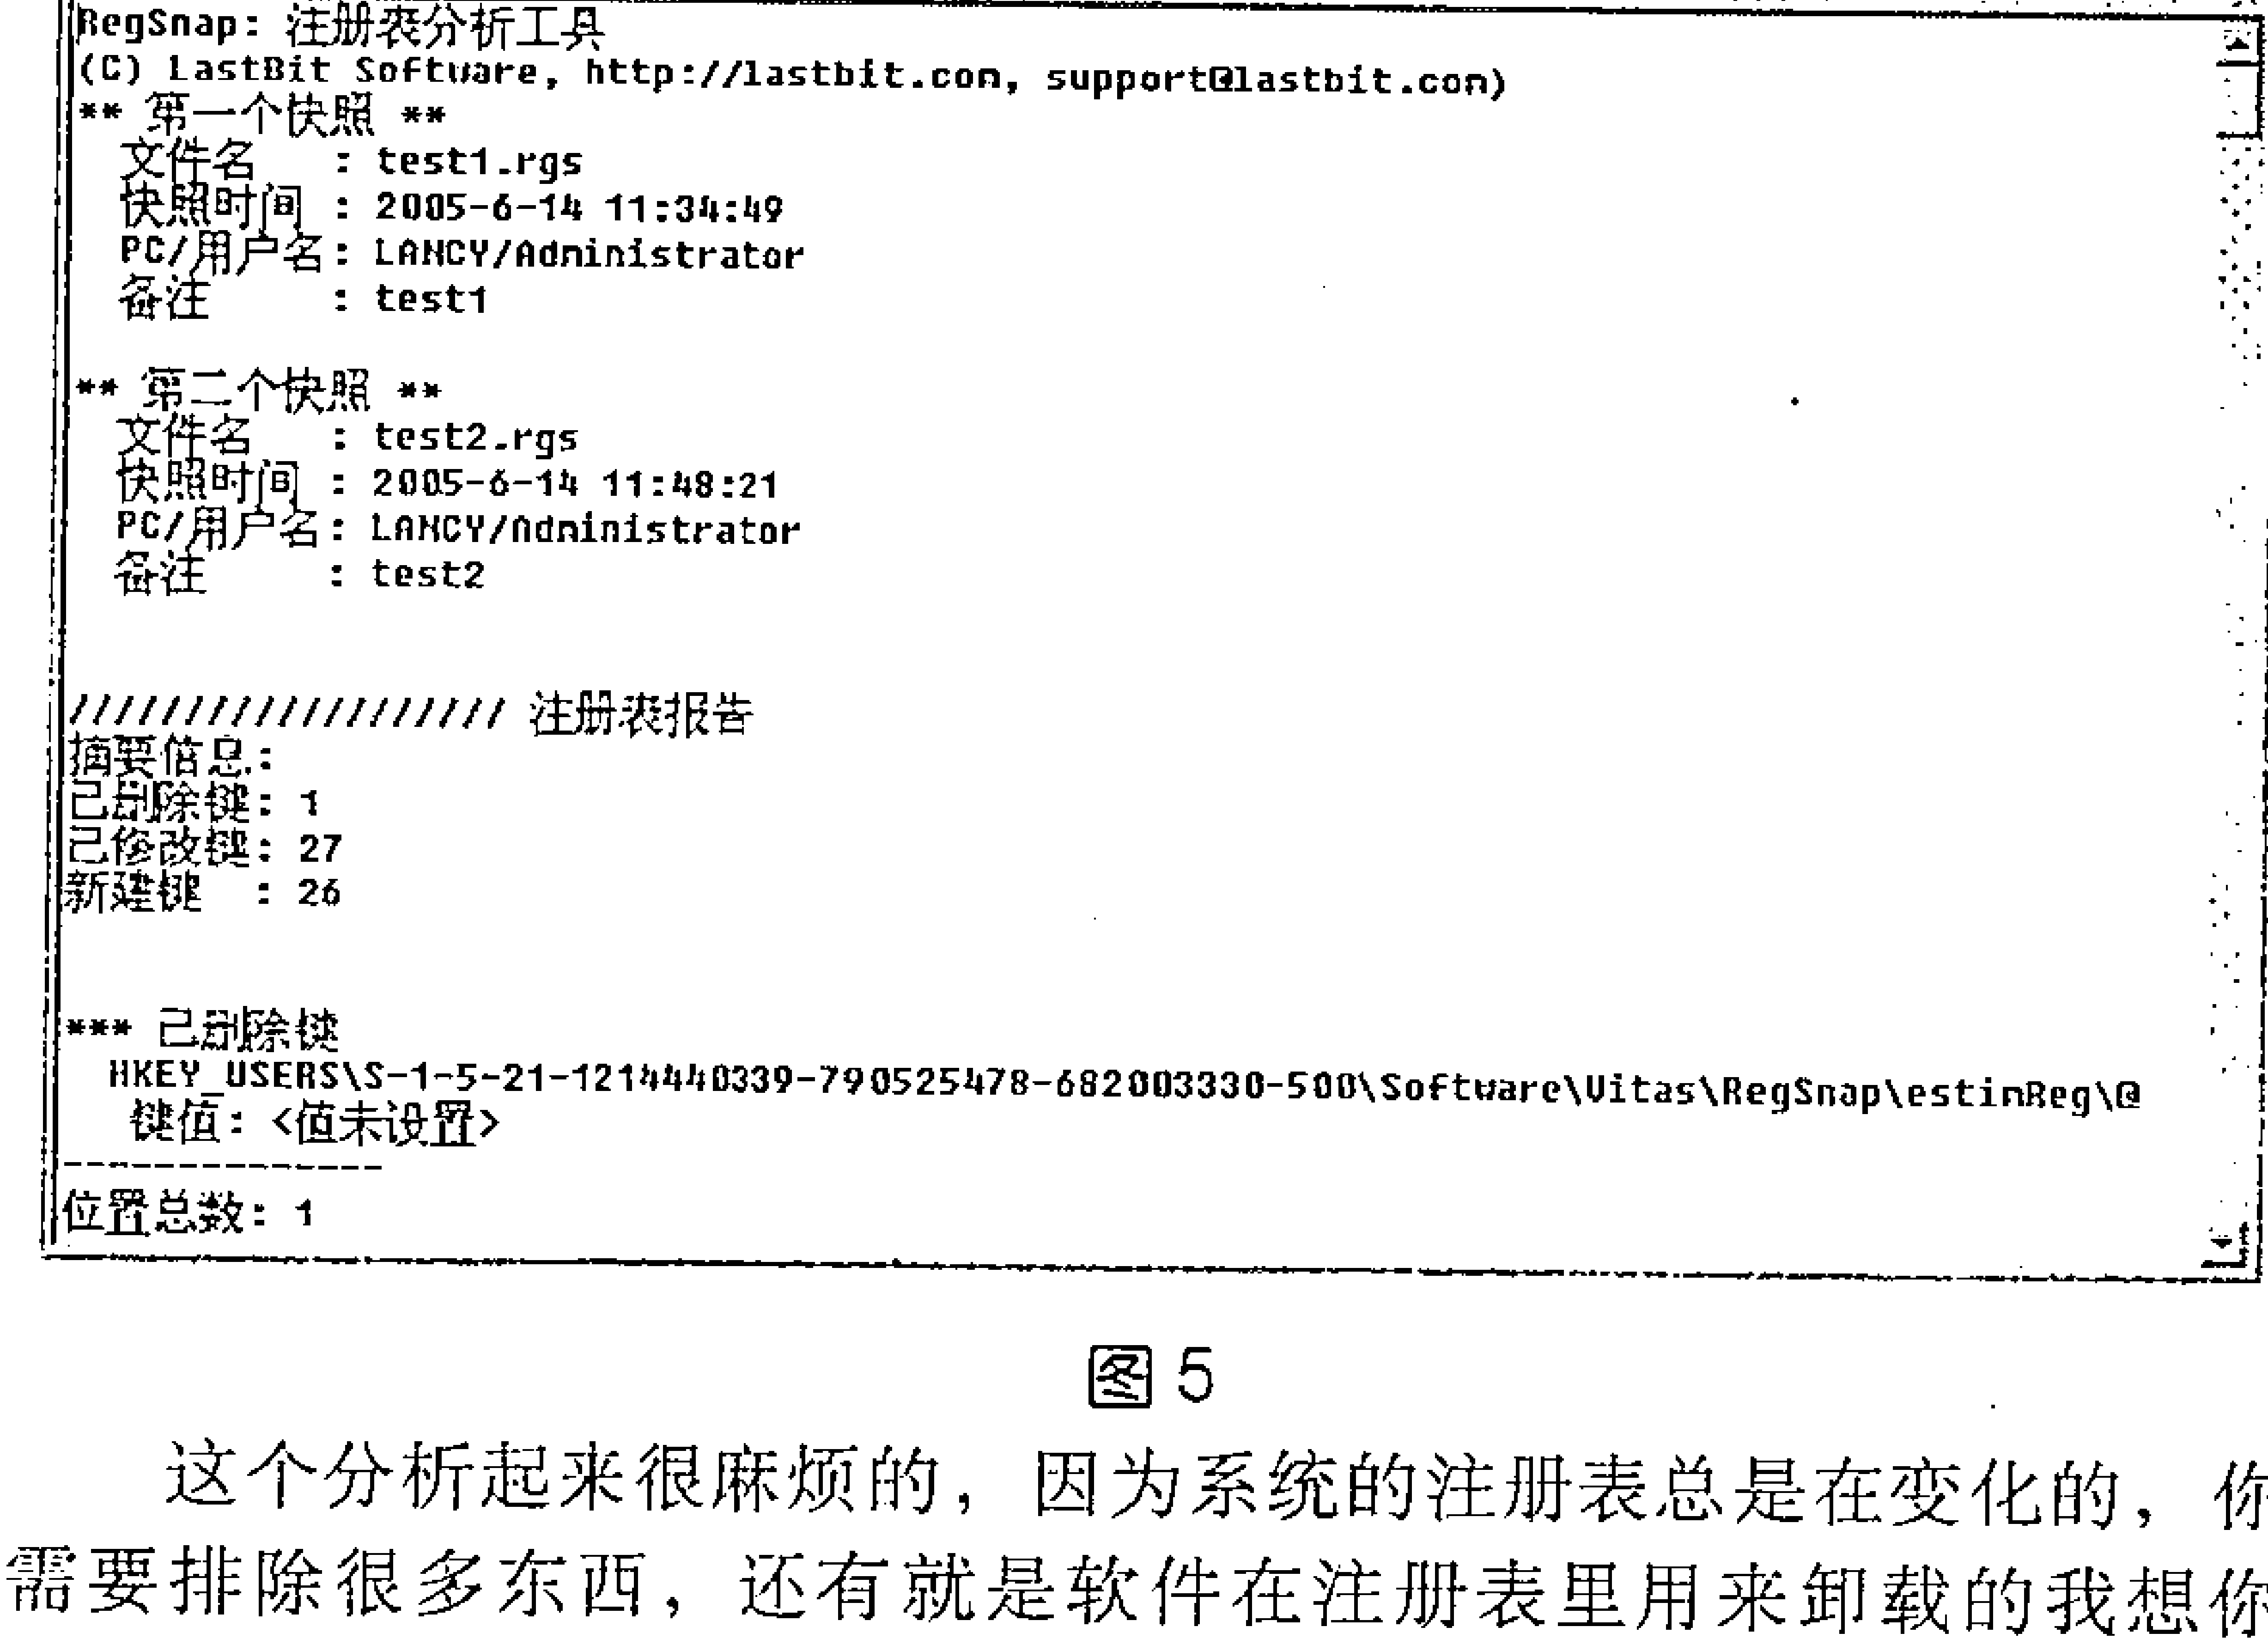 RegSnap: 注册表分析工具
(C) LastBit Software, http://lastbit.com, support@lastbit.com)
** 第一个快照 **
文件名 : test1.rgs
快照时间 : 2005-6-14 11:34:49
PC/用户名: LANCY/Administrator
备注 : test1
** 第二个快照 **
文件名 : test2.rgs
快照时间 : 2005-6-14 11:48:21
PC/用户名: LANCY/Administrator
备注 : test2
////////////////// 注册表报告
摘要信息:
已删除键: 1
已修改键: 27
新建键 : 26
*** 已删除键
HKEY_USERS\S-1-5-21-1214440339-790525478-682003330-500\Software\Vitas\RegSnap\estimReg\@
键值: <值未设置>
--------------
位置总数: 1
图 5
这个分析起来很麻烦的，因为系统的注册表总是在变化的，你
需要排除很多东西，还有就是软件在注册表里用来卸载的我想你